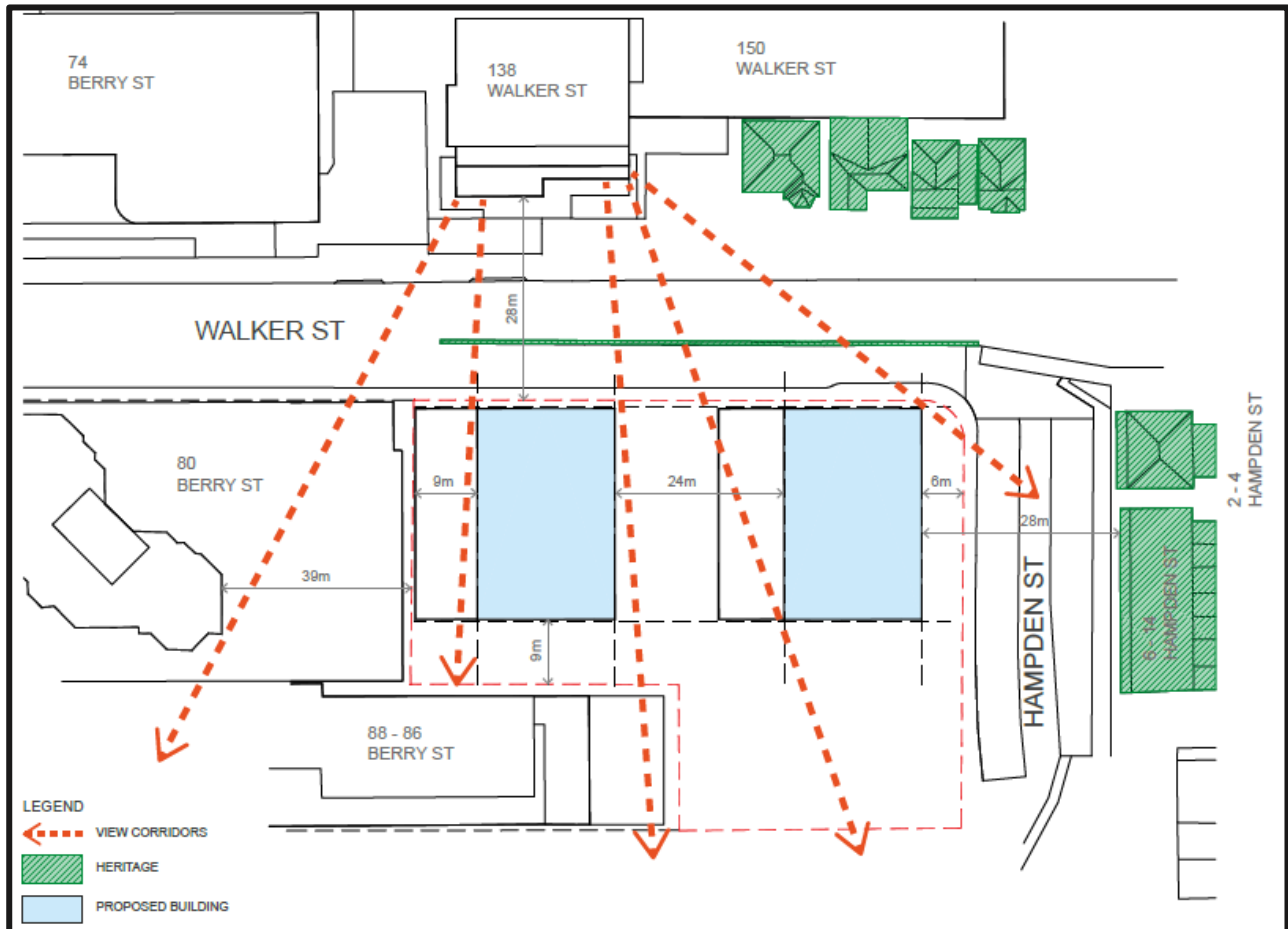 74
BERRY ST
138
WALKER ST
150
WALKER ST
28m
WALKER ST
80
BERRY ST
9m
24m
6m
28m
39m
9m
HAMPDEN ST
2 - 4
HAMPDEN ST
6 - 14
HAMPDEN ST
88 - 86
BERRY ST
LEGEND
VIEW CORRIDORS
HERITAGE
PROPOSED BUILDING